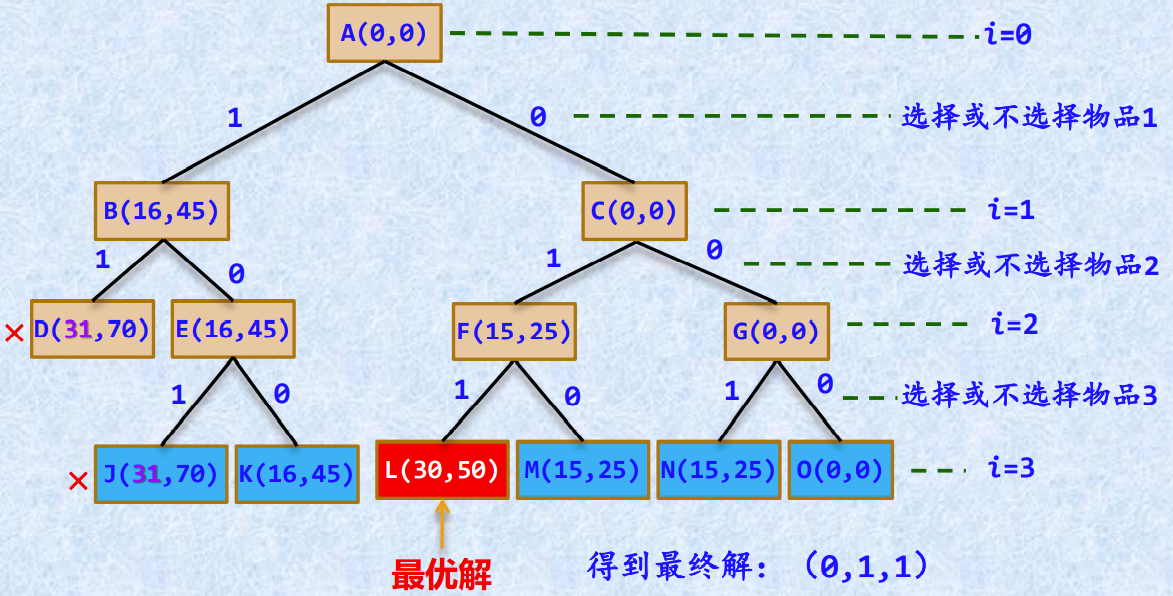 A(0,0) i=0
1 0 选择或不选择物品1
B(16,45) C(0,0) i=1
1 0 1 0 选择或不选择物品2
× D(31,70) E(16,45) F(15,25) G(0,0) i=2
1 0 1 0 1 0 选择或不选择物品3
× J(31,70) K(16,45) L(30,50) M(15,25) N(15,25) O(0,0) i=3
最优解 得到最终解：（0,1,1）